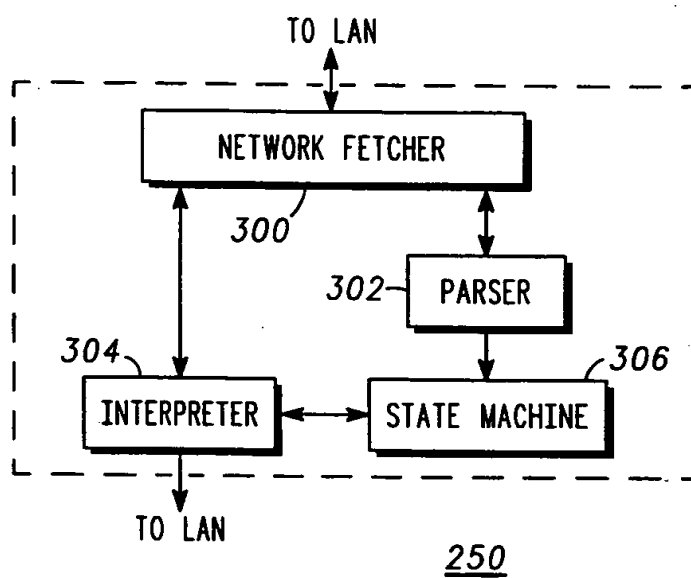 TO LAN
NETWORK FETCHER
300
302
PARSER
304
306
INTERPRETER
STATE MACHINE
TO LAN
250